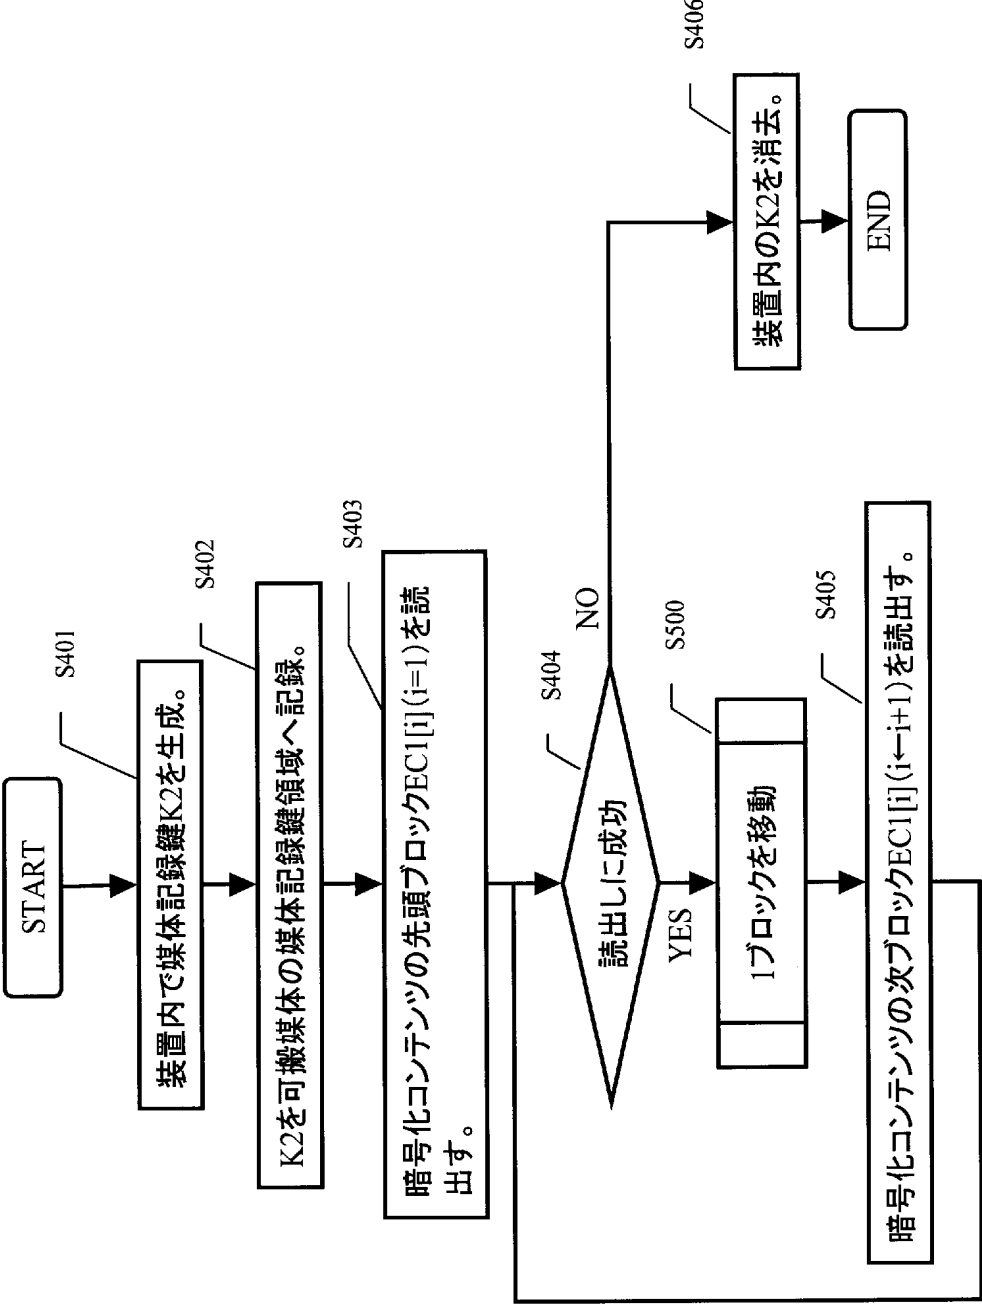 START
S401
装置内で媒体記録鍵K2を生成。
S402
K2を可搬媒体の媒体記録鍵領域へ記録。
S403
暗号化コンテンツの先頭ブロックEC1[i](i=1)を読
出す。
S404
読出しに成功
NO
YES
S500
1ブロックを移動
S405
暗号化コンテンツの次ブロックEC1[i](i←i+1)を読出す。
S406
装置内のK2を消去。
END